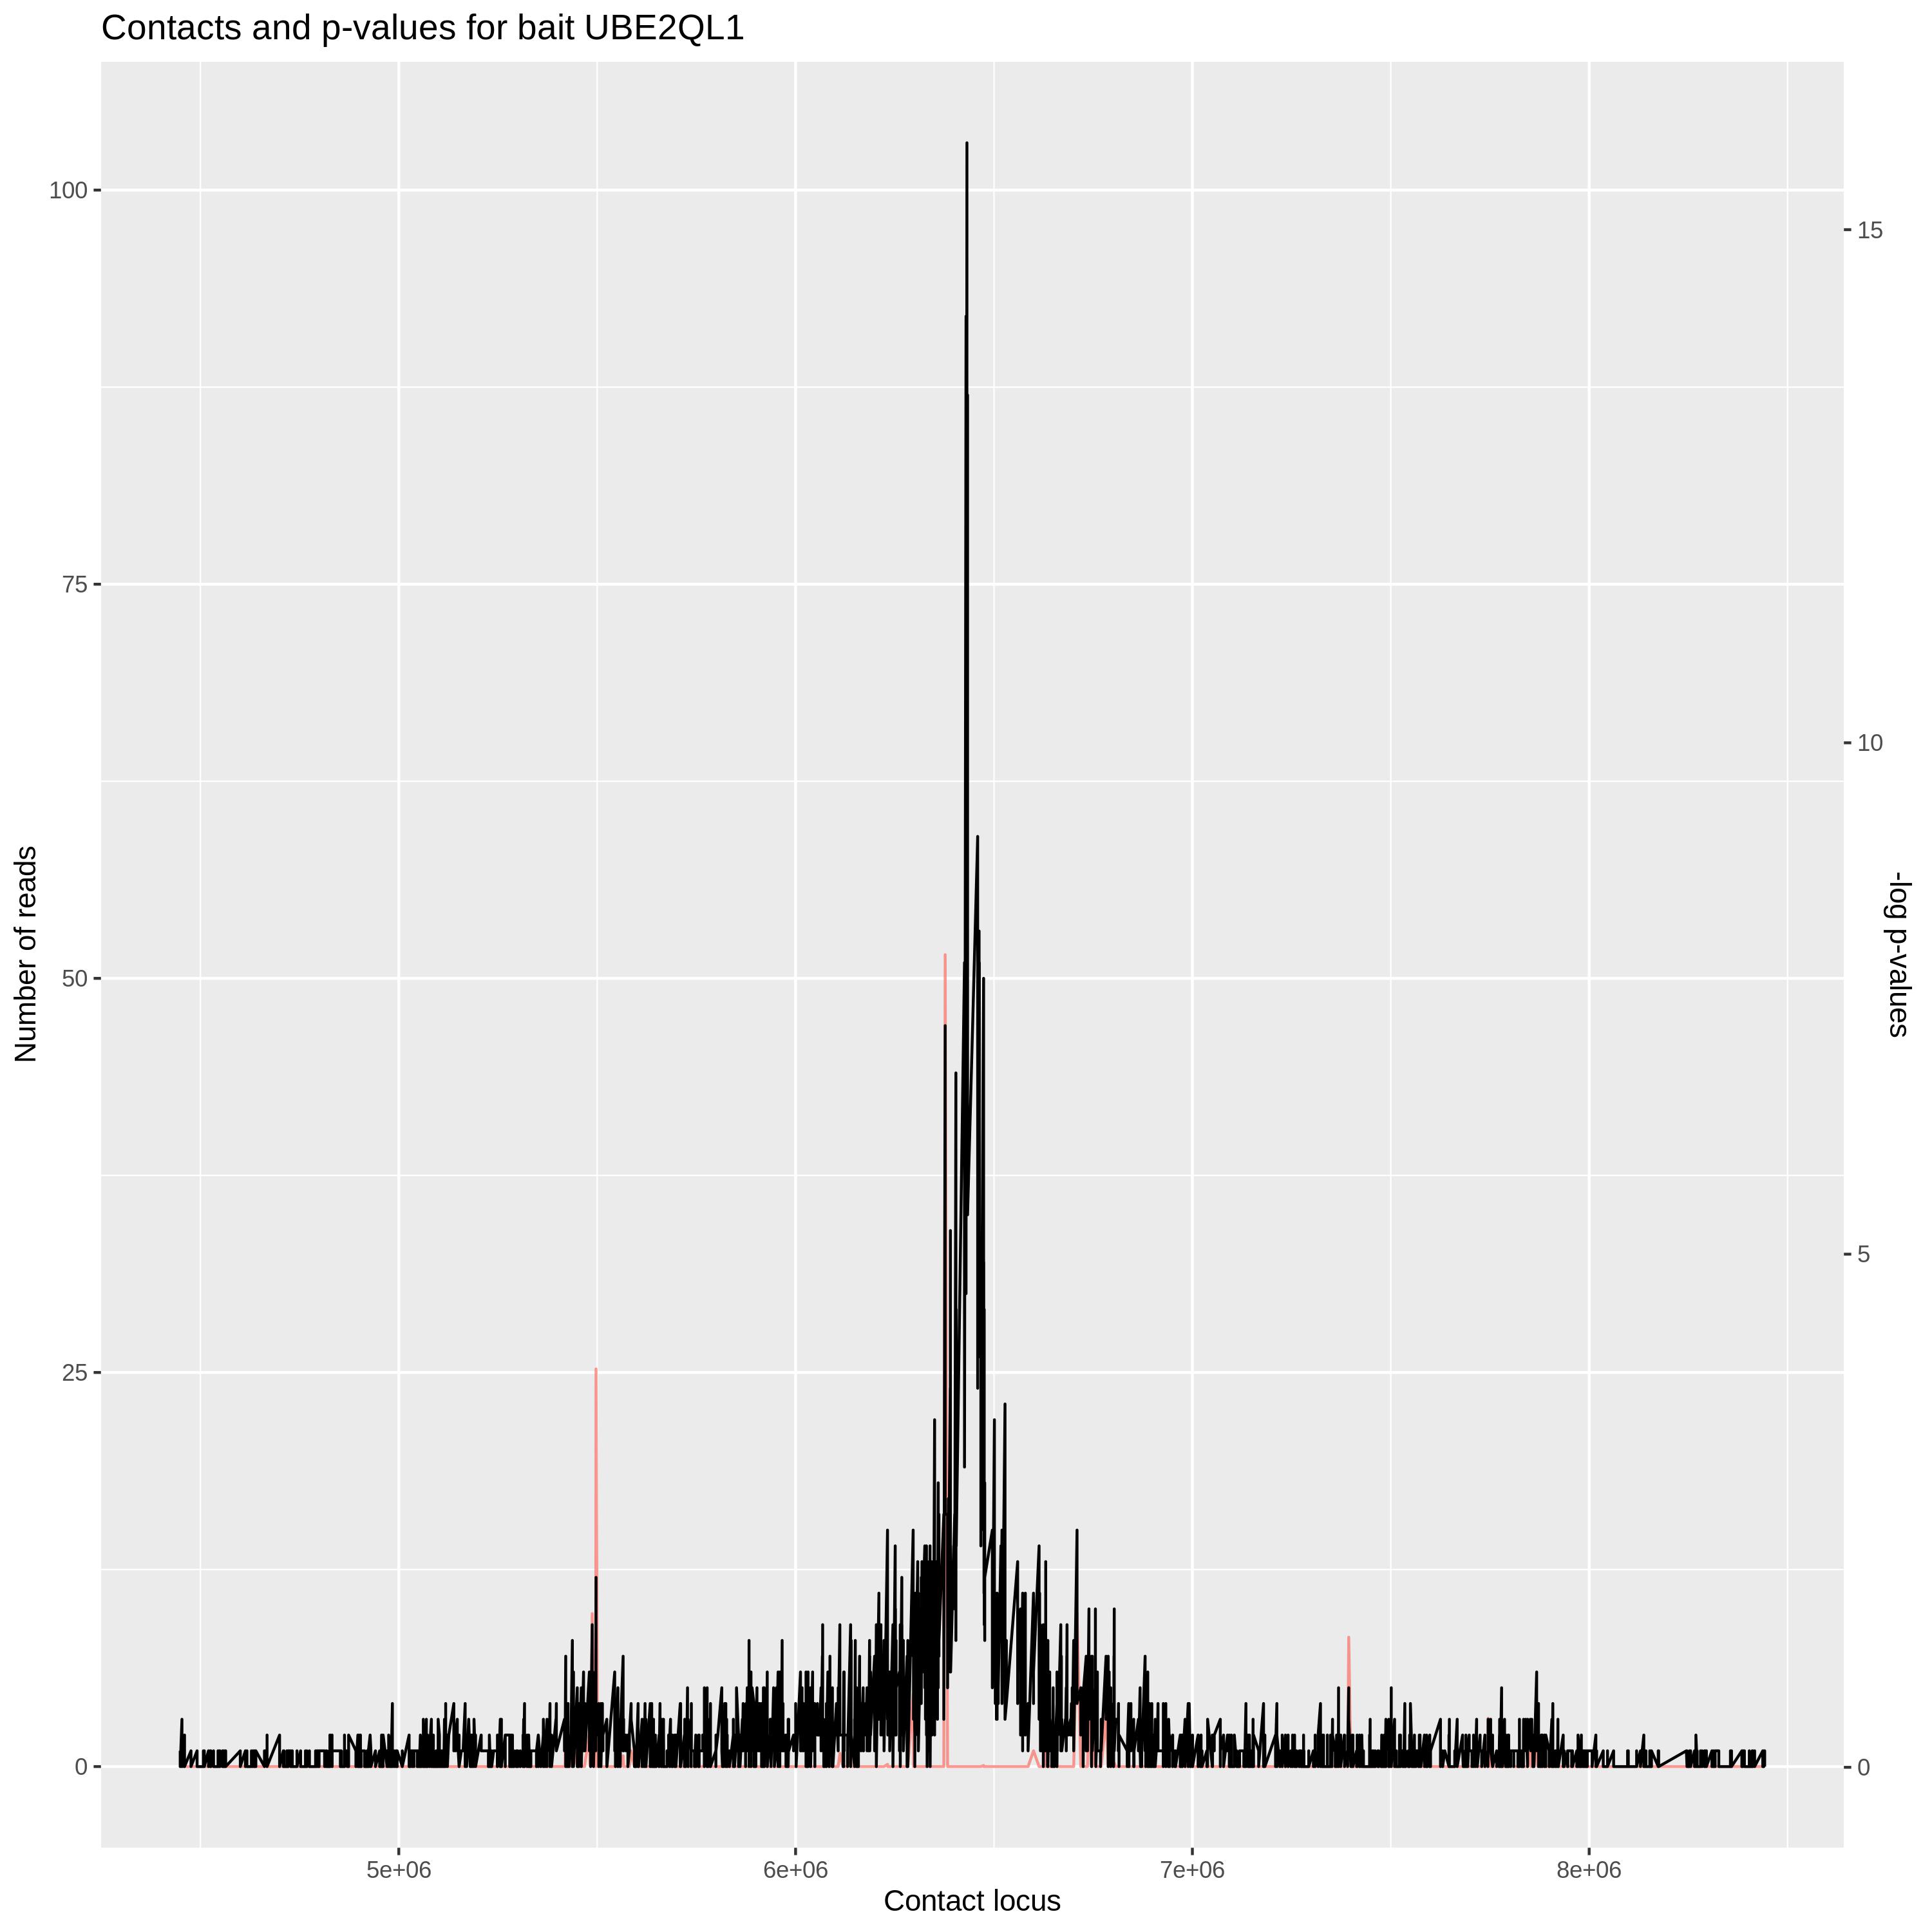 Contacts and p-values for bait UBE2QL1
100
75
50
25
0
Number of reads
15
10
5
0
-log p-values
5e+06
6e+06
7e+06
8e+06
Contact locus